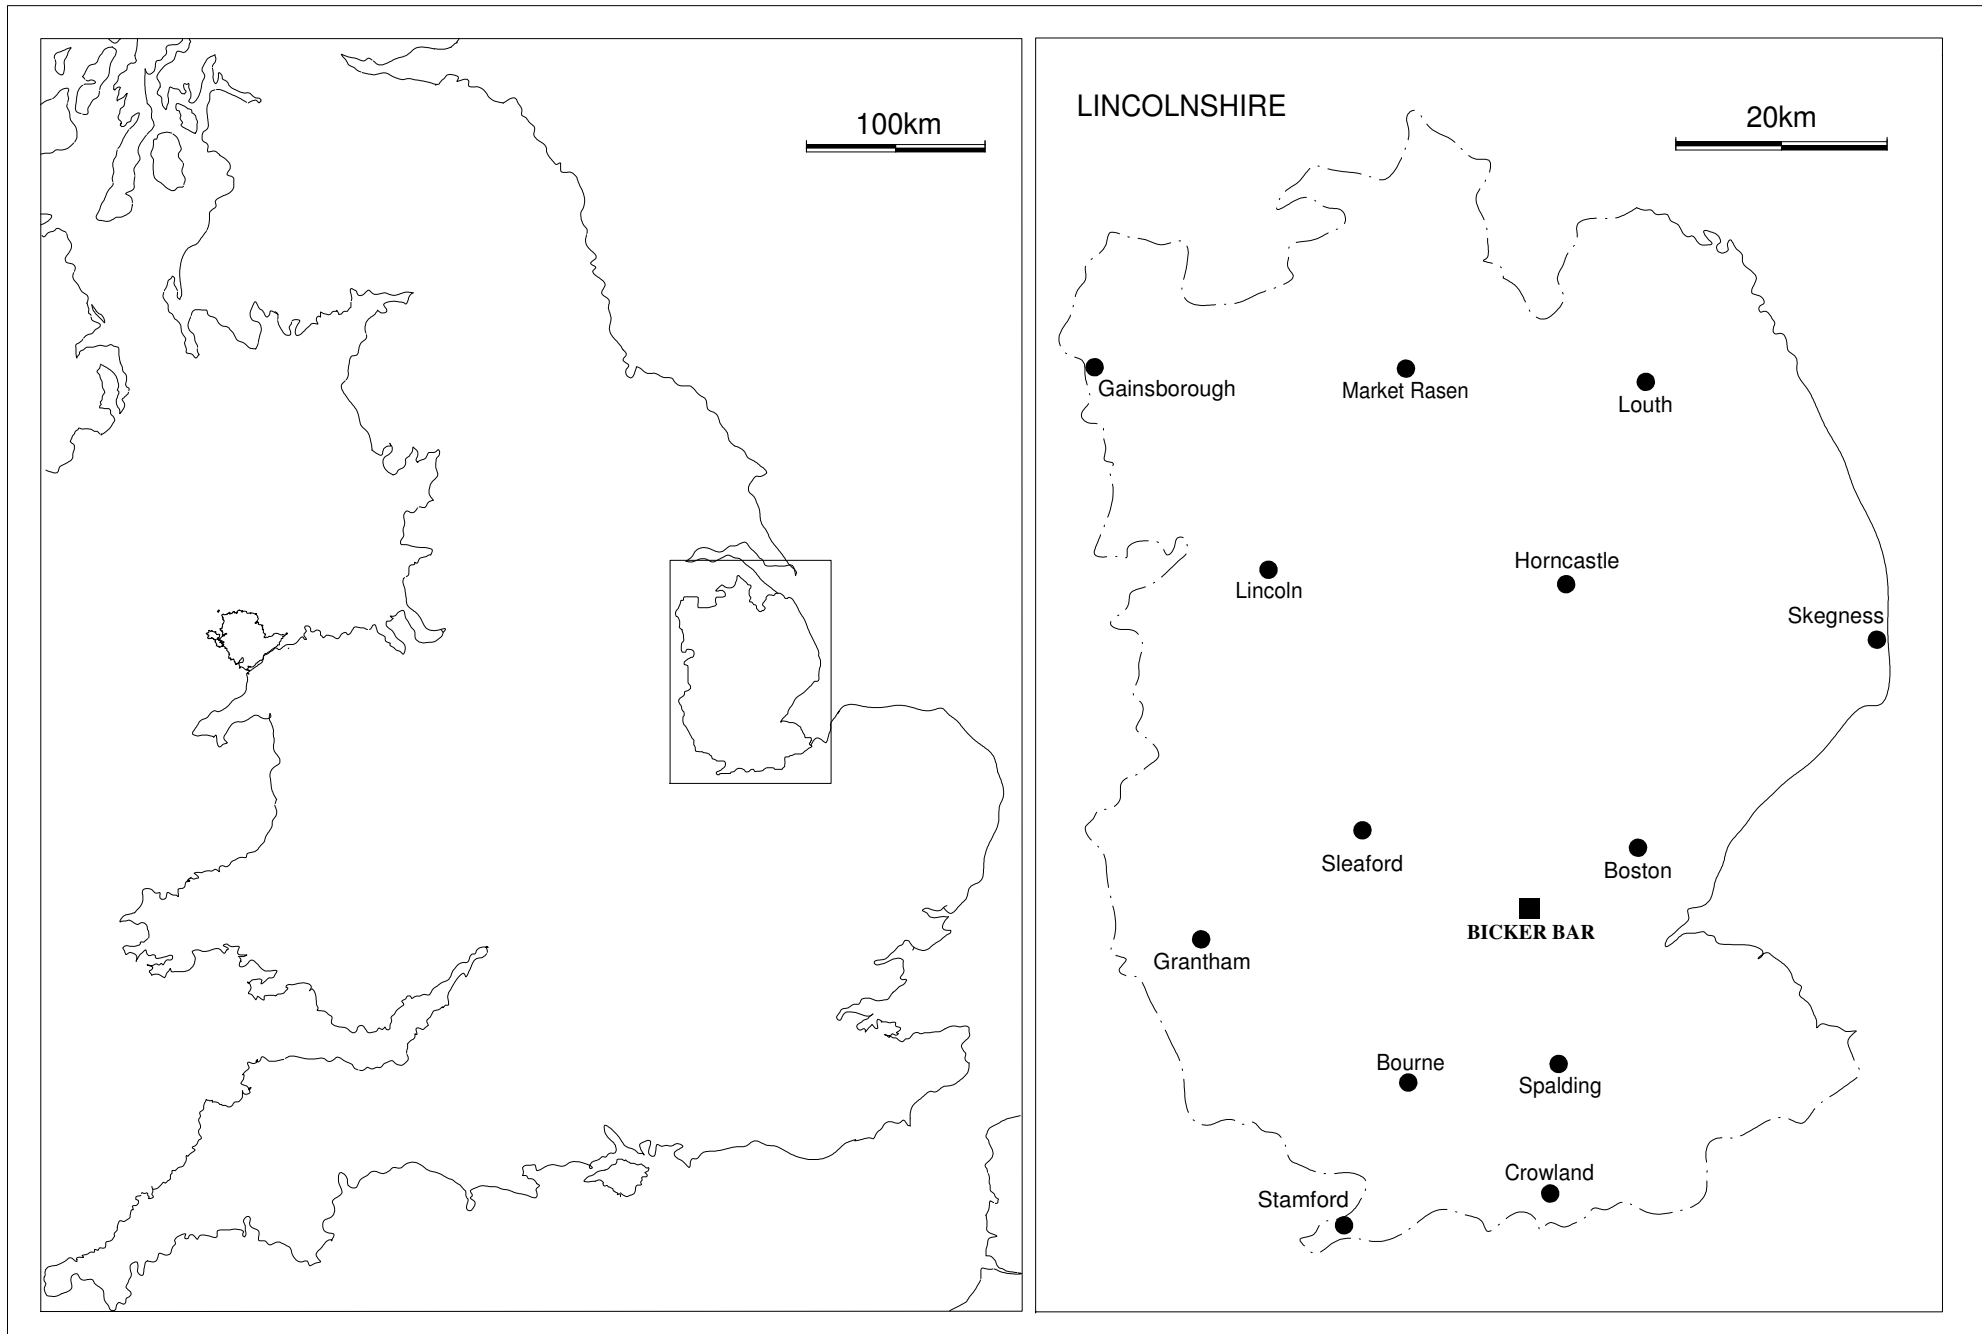 100km
LINCOLNSHIRE
20km
Gainsborough
Market Rasen
Louth
Horncastle
Lincoln
Skegness
Sleaford
Boston
BICKER BAR
Grantham
Bourne
Spalding
Crowland
Stamford